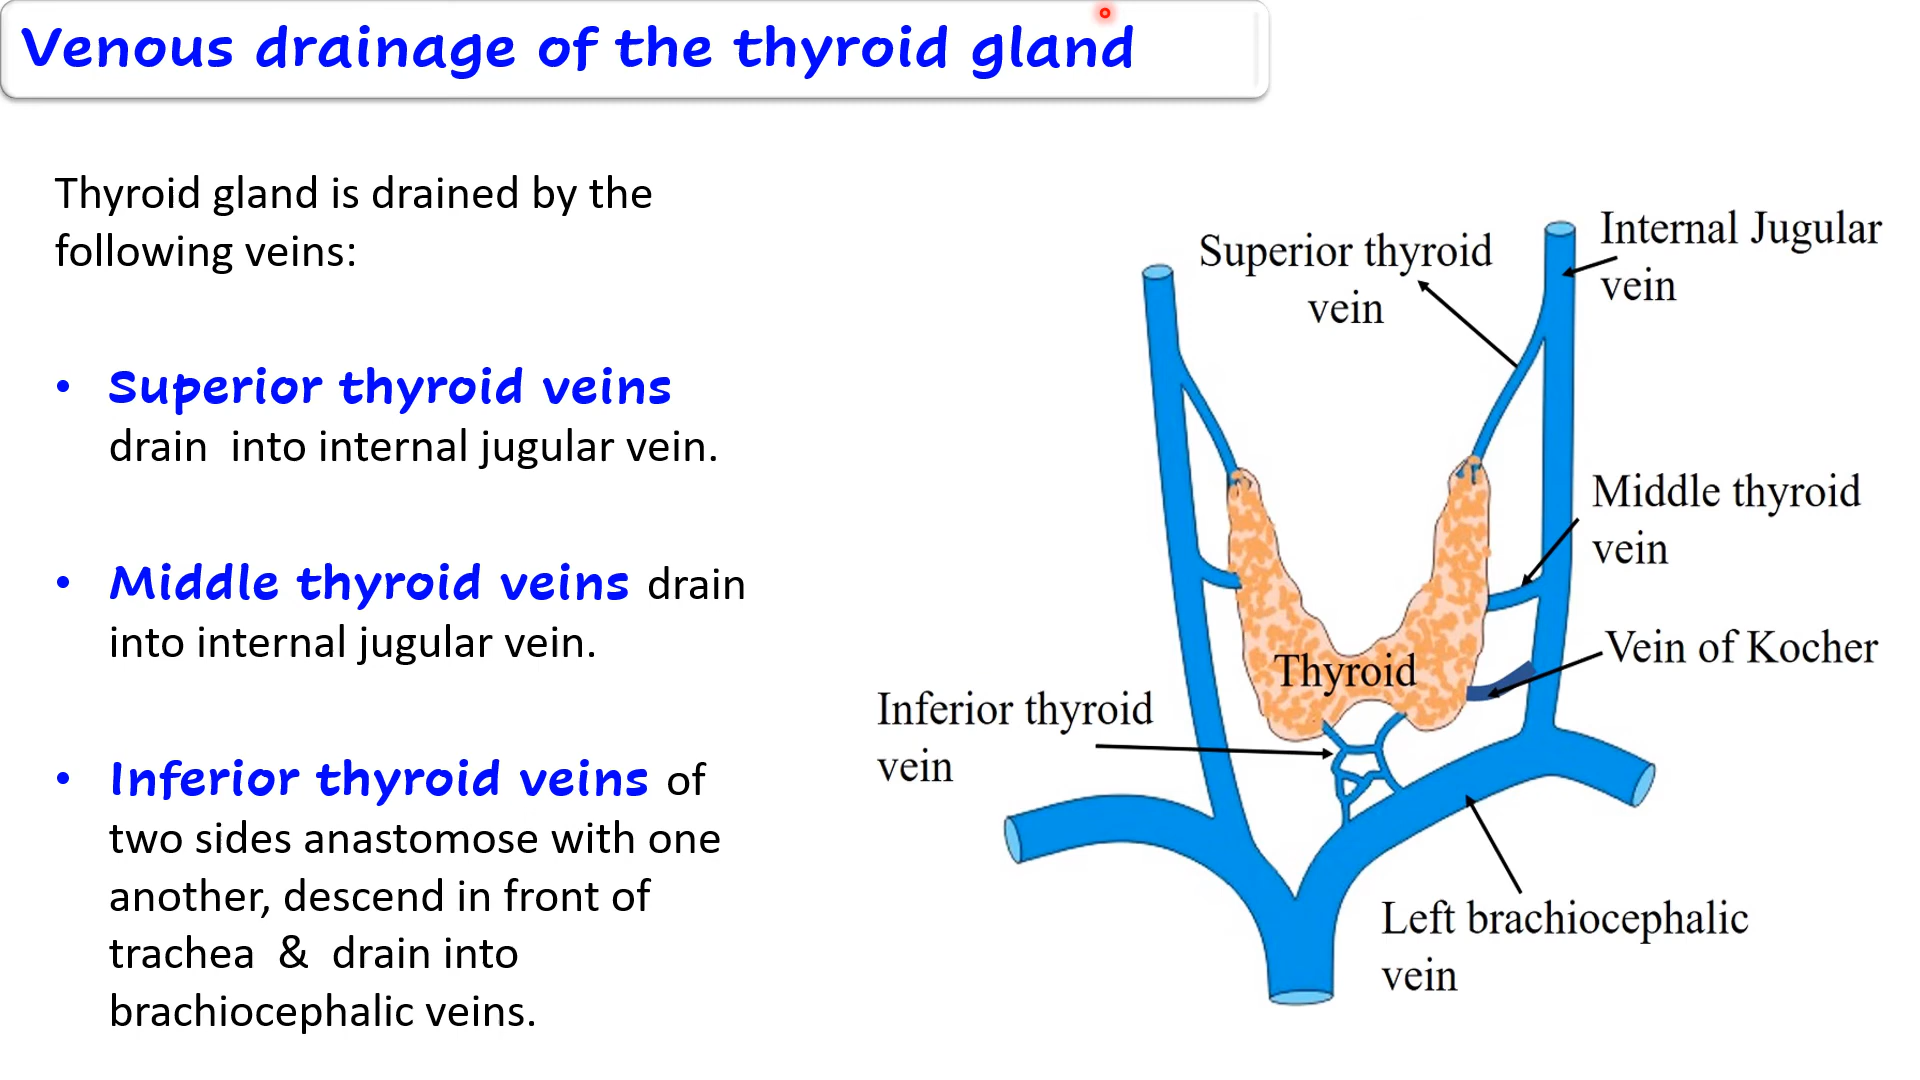 Venous drainage of the thyroid gland
Thyroid gland is drained by the
following veins:
• Superior thyroid veins
drain into internal jugular vein.
• Middle thyroid veins drain
into internal jugular vein.
• Inferior thyroid veins of
two sides anastomose with one
another, descend in front of
trachea & drain into
brachiocephalic veins.
Superior thyroid
vein
Internal Jugular
vein
Middle thyroid
vein
Vein of Kocher
Thyroid
Inferior thyroid
vein
Left brachiocephalic
vein